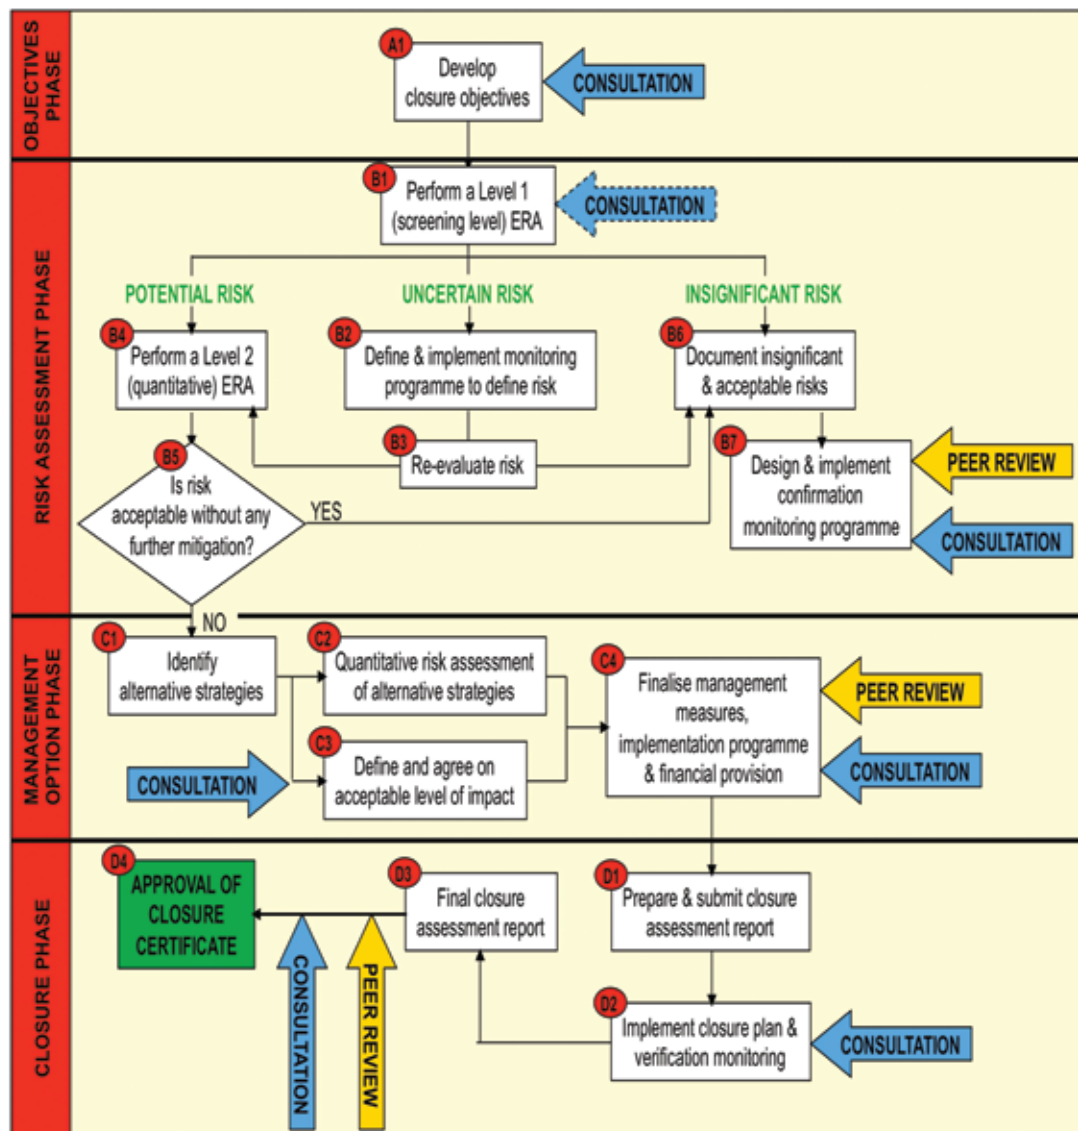 OBJECTIVES
PHASE
A1
Develop
closure objectives
CONSULTATION
RISK ASSESSMENT PHASE
B1
Perform a Level 1
(screening level) ERA
CONSULTATION
POTENTIAL RISK
UNCERTAIN RISK
INSIGNIFICANT RISK
B4
Perform a Level 2
(quantitative) ERA
B2
Define & implement monitoring
programme to define risk
B6
Document insignificant
& acceptable risks
B3
Re-evaluate risk
B5
Is risk
acceptable without any
further mitigation?
YES
B7
Design & implement
confirmation
monitoring programme
PEER REVIEW
CONSULTATION
NO
MANAGEMENT
OPTION PHASE
C1
Identify
alternative strategies
C2
Quantitative risk assessment
of alternative strategies
C3
Define and agree on
acceptable level of impact
CONSULTATION
C4
Finalise management
measures,
implementation programme
& financial provision
PEER REVIEW
CONSULTATION
CLOSURE PHASE
D4
APPROVAL OF
CLOSURE
CERTIFICATE
CONSULTATION
PEER REVIEW
D3
Final closure
assessment report
D1
Prepare & submit closure
assessment report
D2
Implement closure plan &
verification monitoring
CONSULTATION